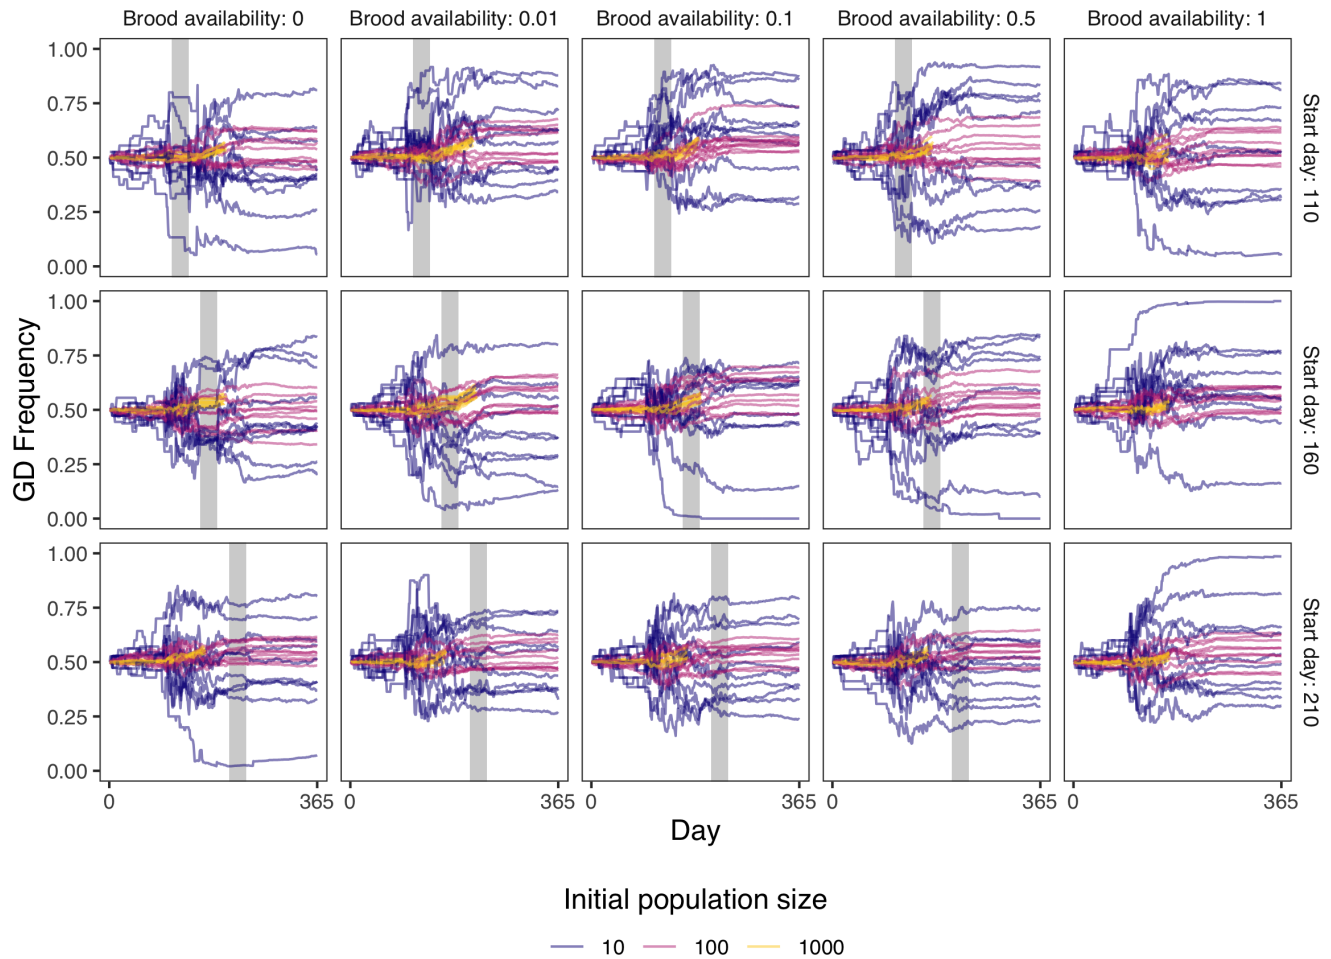 Brood availability: 0
Brood availability: 0.01
Brood availability: 0.1
Brood availability: 0.5
Brood availability: 1
1.00
0.75
0.50
0.25
0.00
Start day: 110
1.00
0.75
0.50
0.25
0.00
Start day: 160
1.00
0.75
0.50
0.25
0.00
Start day: 210
GD Frequency
0 365
0 365
0 365
0 365
0 365
Day
Initial population size
10 100 1000